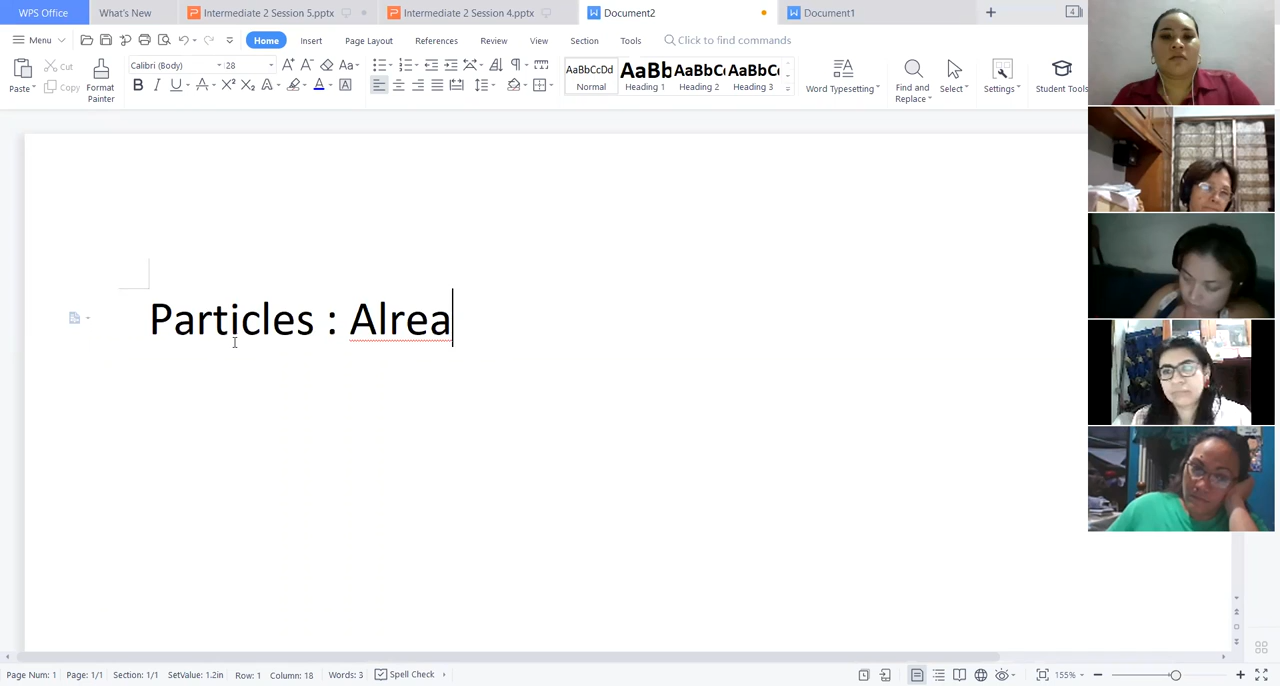 WPS Office What's New Intermediate 2 Session 5.pptx Intermediate 2 Session 4.pptx Document2 Document1 4
Menu Home Insert Page Layout References Review View Section Tools Click to find commands
Paste Cut Copy Format Painter Calibri (Body) 28 AaBbCcDd Normal AaBb Heading 1 AaBbC Heading 2 AaBbC Heading 3 Word Typesetting Find and Replace Select Settings Student Tools
Particles : Alrea
Page Num: 1 Page: 1/1 Section: 1/1 SetValue: 1.2in Row: 1 Column: 18 Words: 3 Spell Check 155%